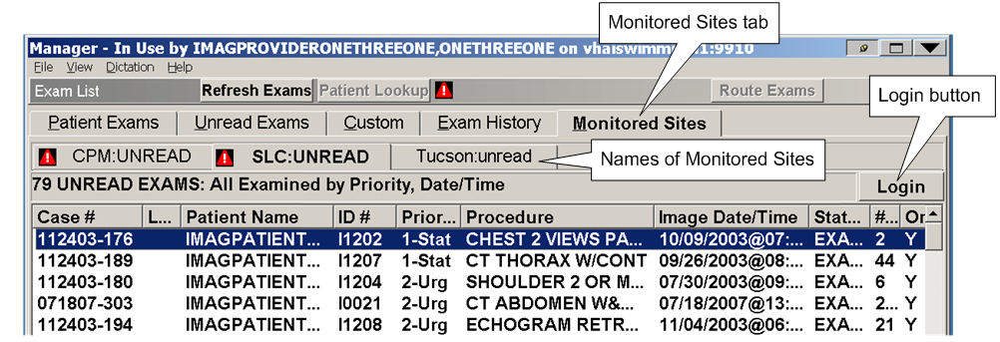 Monitored Sites tab
Manager - In Use by IMAGPROVIDERONETHREEONE,ONETHREEONE on vhaiswimm 1:9910
File View Dictation Help
Login button
Exam List Refresh Exams Patient Lookup Route Exams
Patient Exams Unread Exams Custom Exam History Monitored Sites
CPM:UNREAD SLC:UNREAD Tucson:unread Names of Monitored Sites
79 UNREAD EXAMS: All Examined by Priority, Date/Time Login
Case # L... Patient Name ID # Prior... Procedure Image Date/Time Stat... #... Or
112403-176 IMAGPATIENT... I1202 1-Stat CHEST 2 VIEWS PA... 10/09/2003@07:... EXA... 2 Y
112403-189 IMAGPATIENT... I1207 1-Stat CT THORAX W/CONT 09/26/2003@08:... EXA... 44 Y
112403-180 IMAGPATIENT... I1204 2-Urg SHOULDER 2 OR M... 07/30/2003@09:... EXA... 6 Y
071807-303 IMAGPATIENT... I0021 2-Urg CT ABDOMEN W&... 07/18/2007@13:... EXA... 2... Y
112403-194 IMAGPATIENT... I1208 2-Urg ECHOGRAM RETR... 11/04/2003@06:... EXA... 21 Y